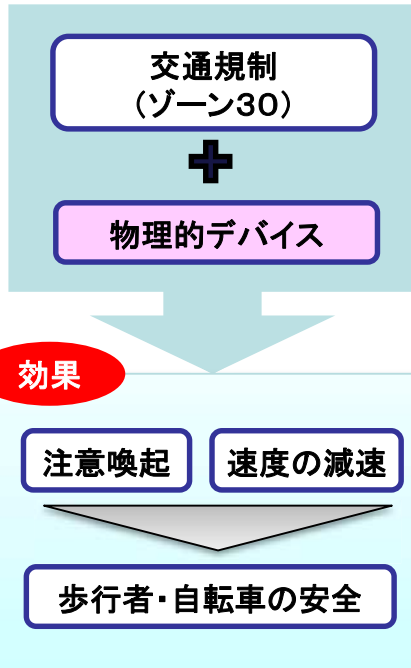 交通規制
(ゾーン30)
物理的デバイス
効果
注意喚起
速度の減速
歩行者・自転車の安全